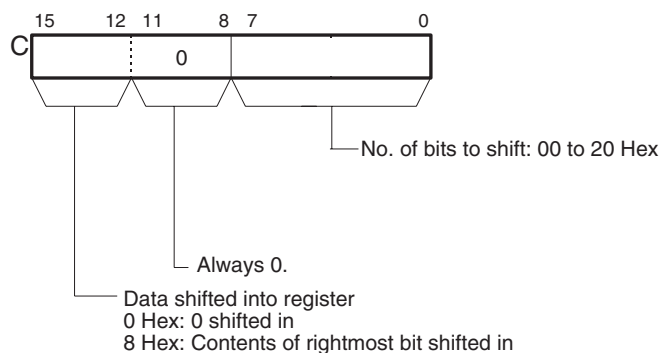 15 12 11 8 7 0
C 0
No. of bits to shift: 00 to 20 Hex
Always 0.
Data shifted into register
0 Hex: 0 shifted in
8 Hex: Contents of rightmost bit shifted in